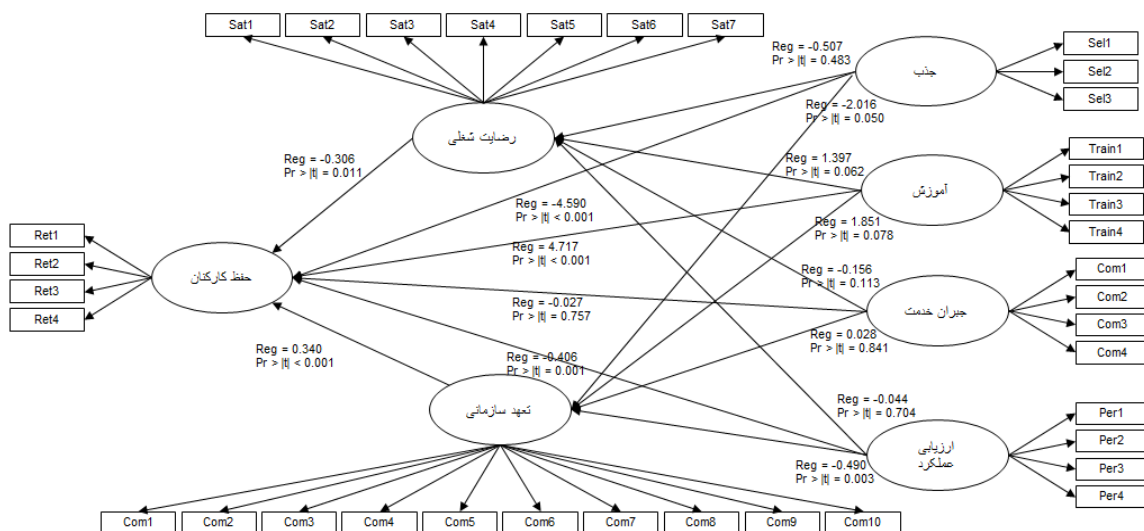 Sat1
Sat2
Sat3
Sat4
Sat5
Sat6
Sat7
Reg = -0.507
Pr > |t| = 0.483
جذب
Sel1
Sel2
Sel3
Reg = -2.016
Pr > |t| = 0.050
رضایت شغلی
Reg = -0.306
Pr > |t| = 0.011
Reg = 1.397
Pr > |t| = 0.062
آموزش
Train1
Train2
Train3
Train4
Reg = -4.590
Pr > |t| < 0.001
Reg = 1.851
Pr > |t| = 0.078
Ret1
Ret2
Ret3
Ret4
حفظ کارکنان
Reg = 4.717
Pr > |t| < 0.001
Reg = -0.156
Pr > |t| = 0.113
جبران خدمت
Com1
Com2
Com3
Com4
Reg = -0.027
Pr > |t| = 0.757
Reg = 0.028
Pr > |t| = 0.841
Reg = 0.340
Pr > |t| < 0.001
Reg = -0.406
Pr > |t| = 0.001
تعهد سازمانی
Reg = -0.044
Pr > |t| = 0.704
ارزیابی
عملکرد
Per1
Per2
Per3
Per4
Reg = -0.490
Pr > |t| = 0.003
Com1
Com2
Com3
Com4
Com5
Com6
Com7
Com8
Com9
Com10